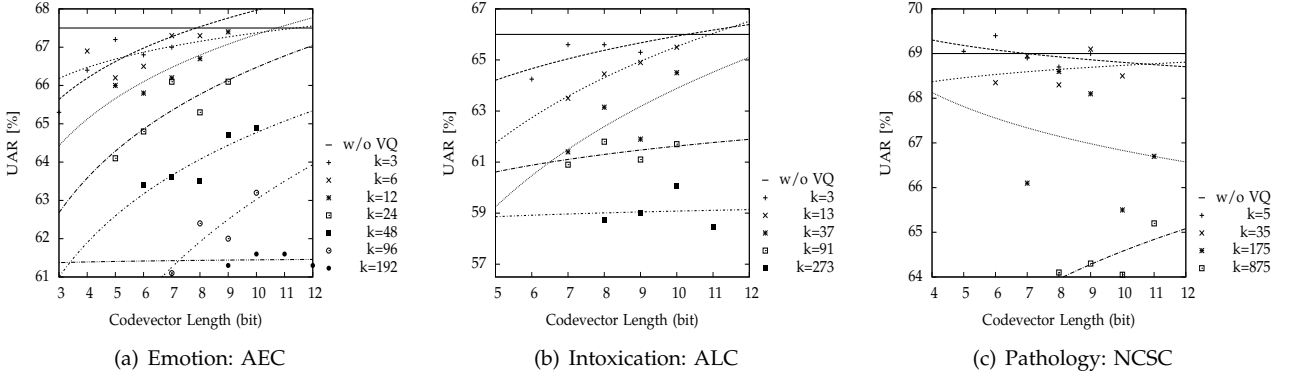 UAR [%]
68
67
66
65
64
63
62
61
3 4 5 6 7 8 9 10 11 12
Codevector Length (bit)
w/o VQ
k=3
k=6
k=12
k=24
k=48
k=96
k=192
(a) Emotion: AEC
UAR [%]
67
65
63
61
59
57
5 6 7 8 9 10 11 12
Codevector Length (bit)
w/o VQ
k=3
k=13
k=37
k=91
k=273
(b) Intoxication: ALC
UAR [%]
70
69
68
67
66
65
64
4 5 6 7 8 9 10 11 12
Codevector Length (bit)
w/o VQ
k=5
k=35
k=175
k=875
(c) Pathology: NCSC